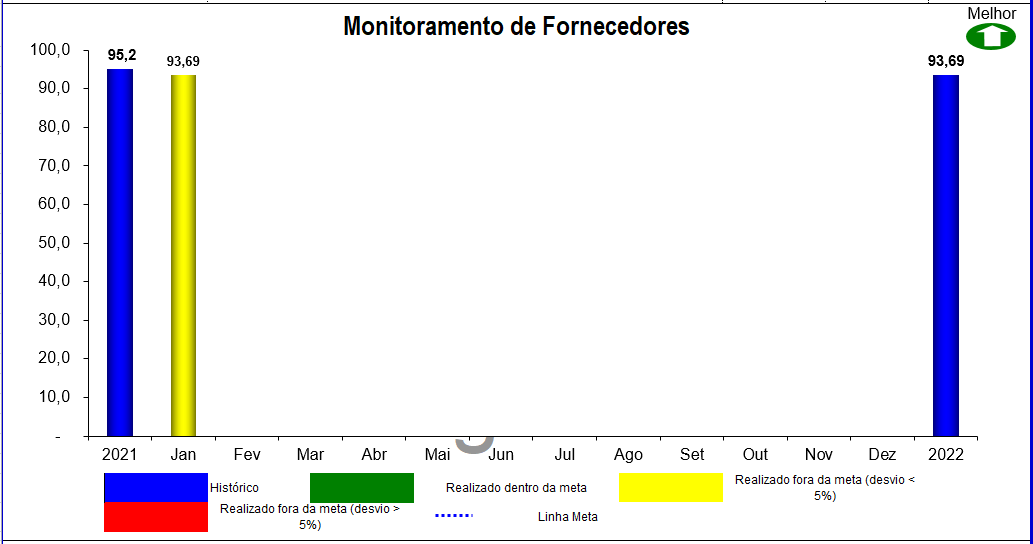 Melhor
Monitoramento de Fornecedores
100,0
90,0
80,0
70,0
60,0
50,0
40,0
30,0
20,0
10,0
-
95,2
93,69
93,69
2021 Jan Fev Mar Abr Mai Jun Jul Ago Set Out Nov Dez 2022
Histórico
Realizado dentro da meta
Realizado fora da meta (desvio <
5%)
Realizado fora da meta (desvio >
5%)
Linha Meta